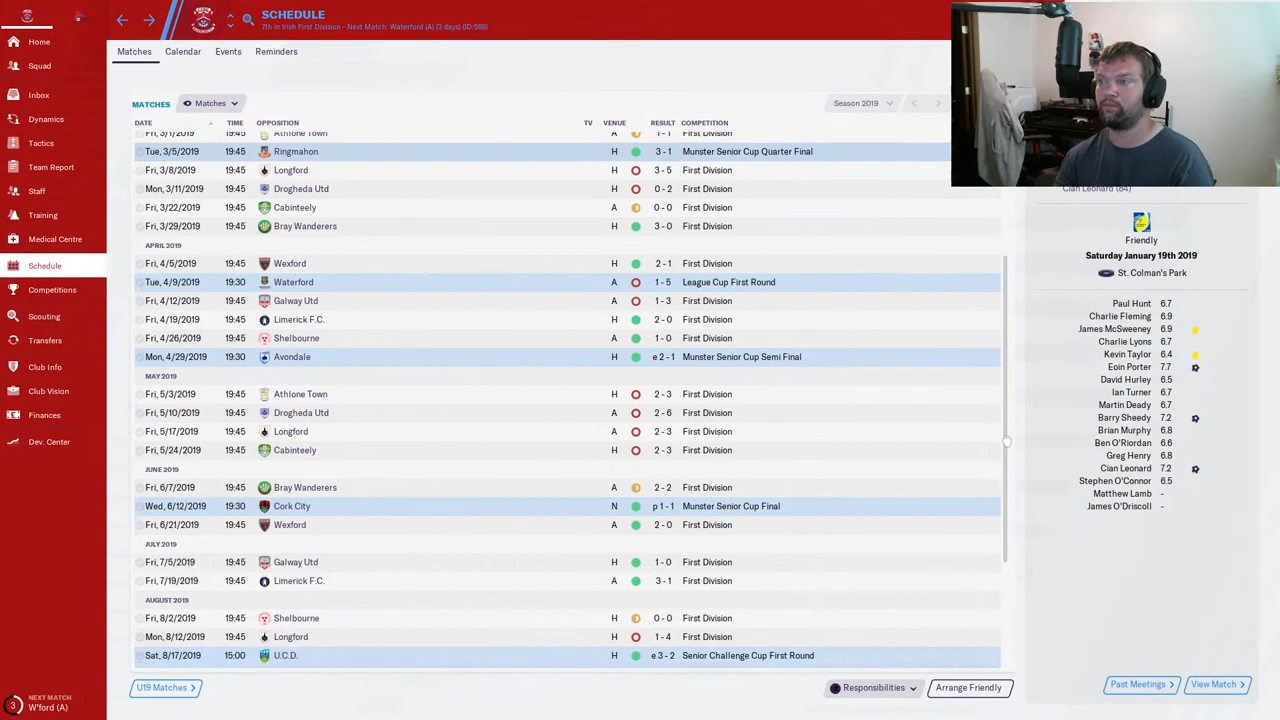 SCHEDULE
7th in Irish First Division - Next Match: Waterford (A) (3 days) (ID:589)
Home
Squad
Inbox
Dynamics
Tactics
Team Report
Staff
Training
Medical Centre
Schedule
Competitions
Scouting
Transfers
Club Info
Club Vision
Finances
Dev. Center
3
NEXT MATCH
W'ford (A)
Matches Calendar Events Reminders
MATCHES Matches Season 2019
DATE TIME OPPOSITION TV VENUE RESULT COMPETITION
Fri, 3/1/2019 19:45 Athlone Town A 1 - 1 First Division
Tue, 3/5/2019 19:45 Ringmahon H 3 - 1 Munster Senior Cup Quarter Final
Fri, 3/8/2019 19:45 Longford H 3 - 5 First Division
Mon, 3/11/2019 19:45 Drogheda Utd H 0 - 2 First Division
Fri, 3/22/2019 19:45 Cabinteely A 0 - 0 First Division
Fri, 3/29/2019 19:45 Bray Wanderers H 3 - 0 First Division
APRIL 2019
Fri, 4/5/2019 19:45 Wexford H 2 - 1 First Division
Tue, 4/9/2019 19:30 Waterford A 1 - 5 League Cup First Round
Fri, 4/12/2019 19:45 Galway Utd A 1 - 3 First Division
Fri, 4/19/2019 19:45 Limerick F.C. H 2 - 0 First Division
Fri, 4/26/2019 19:45 Shelbourne A 1 - 0 First Division
Mon, 4/29/2019 19:30 Avondale H e 2 - 1 Munster Senior Cup Semi Final
MAY 2019
Fri, 5/3/2019 19:45 Athlone Town H 2 - 3 First Division
Fri, 5/10/2019 19:45 Drogheda Utd A 2 - 6 First Division
Fri, 5/17/2019 19:45 Longford A 2 - 3 First Division
Fri, 5/24/2019 19:45 Cabinteely H 2 - 3 First Division
JUNE 2019
Fri, 6/7/2019 19:45 Bray Wanderers A 2 - 2 First Division
Wed, 6/12/2019 19:30 Cork City N p 1 - 1 Munster Senior Cup Final
Fri, 6/21/2019 19:45 Wexford A 2 - 0 First Division
JULY 2019
Fri, 7/5/2019 19:45 Galway Utd H 1 - 0 First Division
Fri, 7/19/2019 19:45 Limerick F.C. A 3 - 1 First Division
AUGUST 2019
Fri, 8/2/2019 19:45 Shelbourne H 0 - 0 First Division
Mon, 8/12/2019 19:45 Longford H 1 - 4 First Division
Sat, 8/17/2019 15:00 U.C.D. H e 3 - 2 Senior Challenge Cup First Round
U19 Matches Responsibilities Arrange Friendly
Cian Leonard (84)
Friendly
Saturday January 19th 2019
St. Colman's Park
Paul Hunt 6.7
Charlie Fleming 6.9
James McSweeney 6.9
Charlie Lyons 6.7
Kevin Taylor 6.4
Eoin Porter 7.7
David Hurley 6.5
Ian Turner 6.7
Martin Deady 6.7
Barry Sheedy 7.2
Brian Murphy 6.8
Ben O'Riordan 6.6
Greg Henry 6.8
Cian Leonard 7.2
Stephen O'Connor 6.5
Matthew Lamb -
James O'Driscoll -
Past Meetings View Match